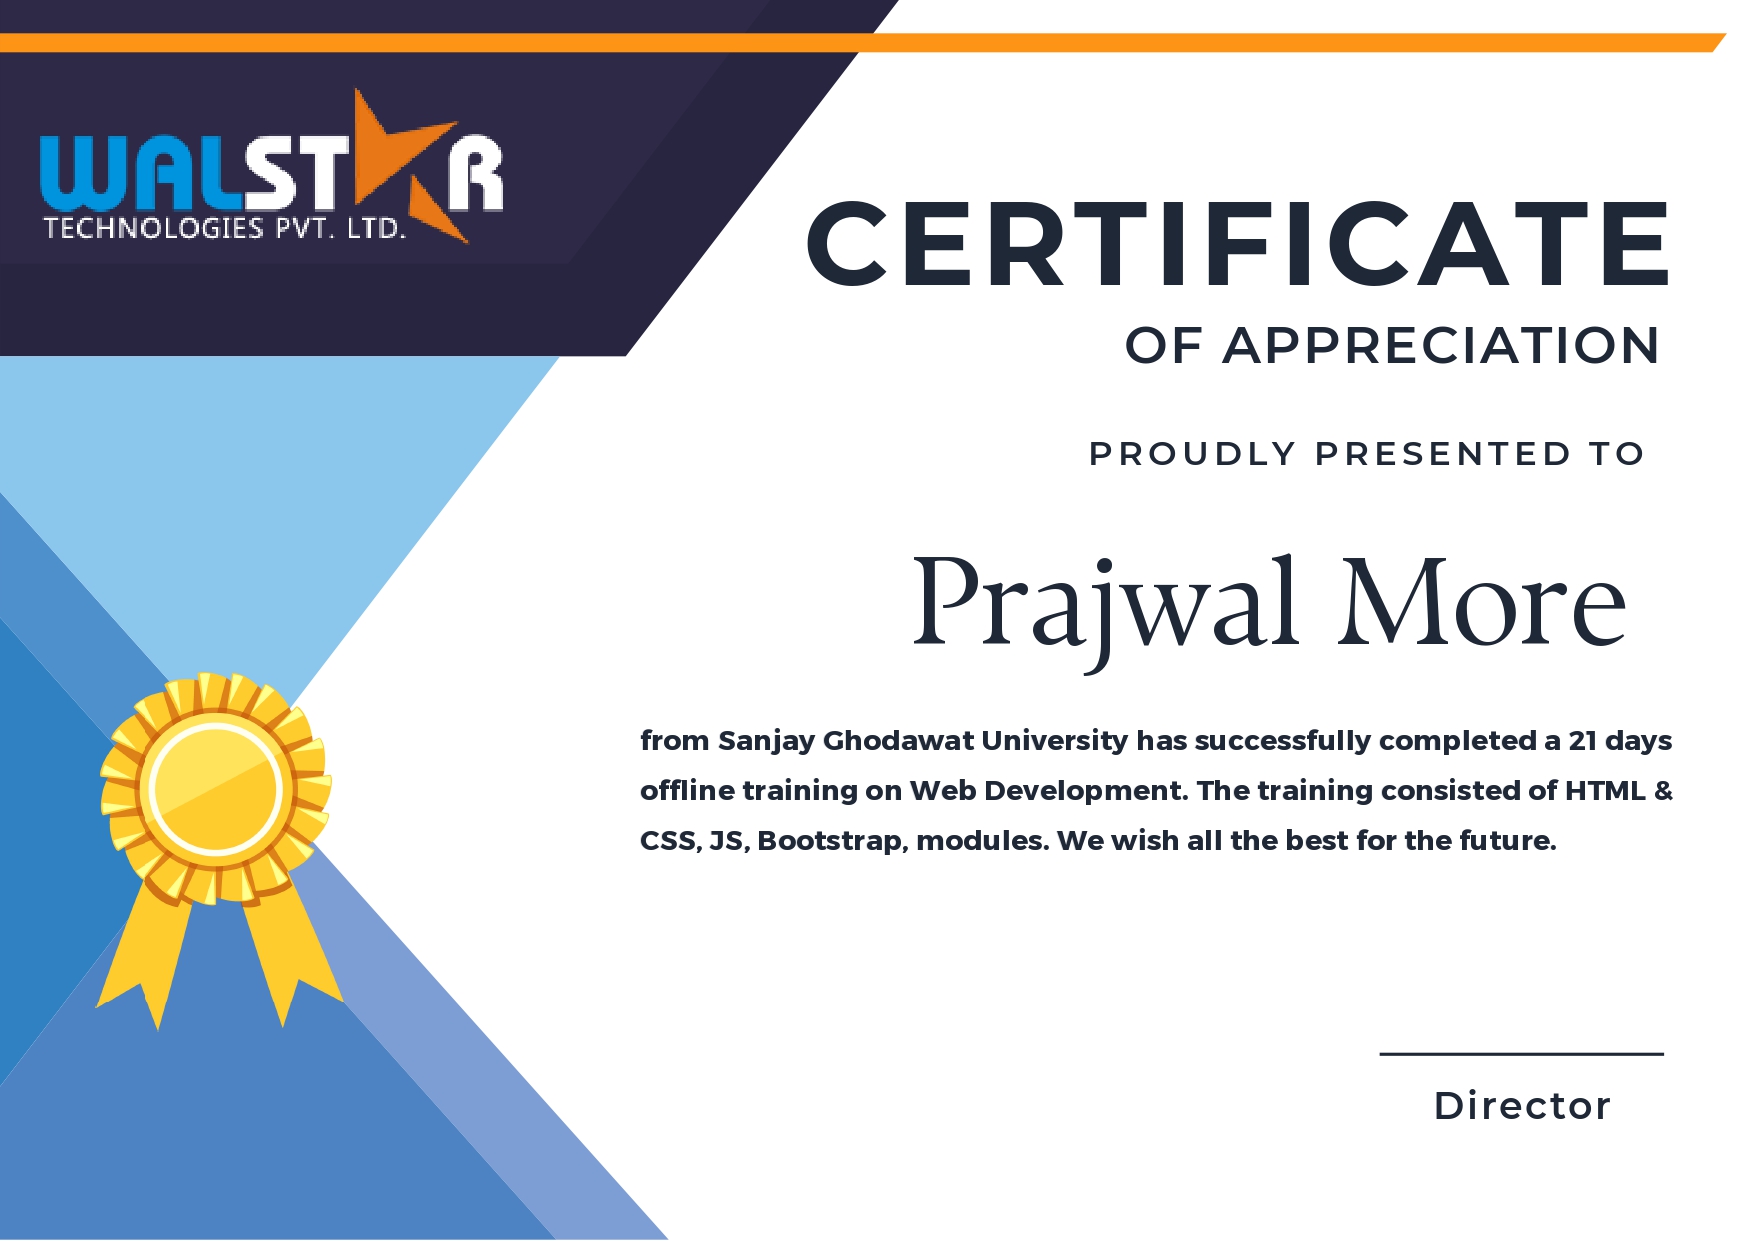 WALSTAR
TECHNOLOGIES PVT. LTD.
CERTIFICATE
OF APPRECIATION
PROUDLY PRESENTED TO
Prajwal More
from Sanjay Ghodawat University has successfully completed a 21 days
offline training on Web Development. The training consisted of HTML &
CSS, JS, Bootstrap, modules. We wish all the best for the future.
Director